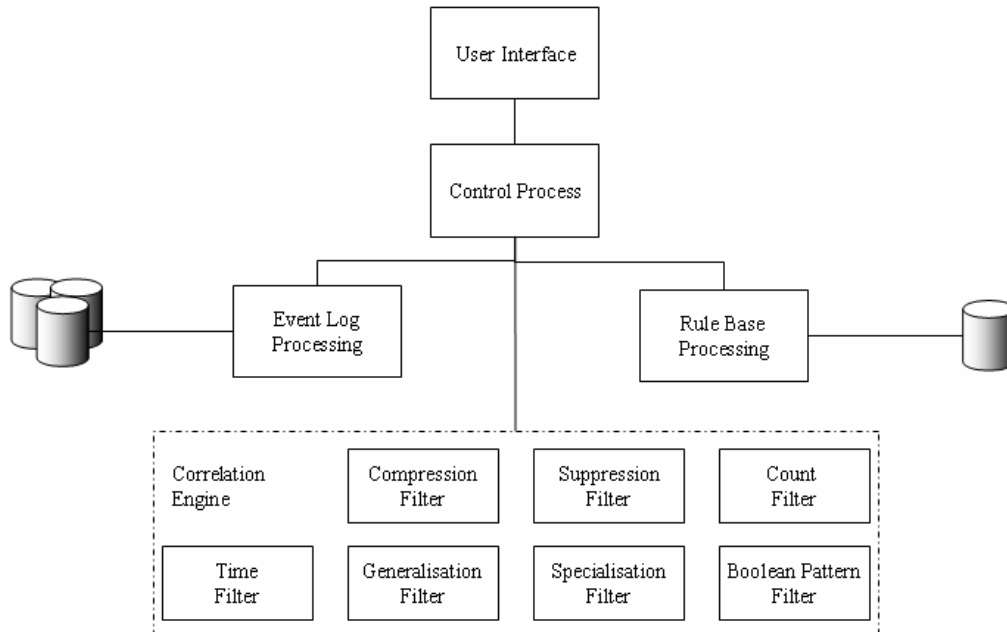 User Interface
Control Process
Event Log
Processing
Rule Base
Processing
Correlation
Engine
Compression
Filter
Suppression
Filter
Count
Filter
Time
Filter
Generalisation
Filter
Specialisation
Filter
Boolean Pattern
Filter